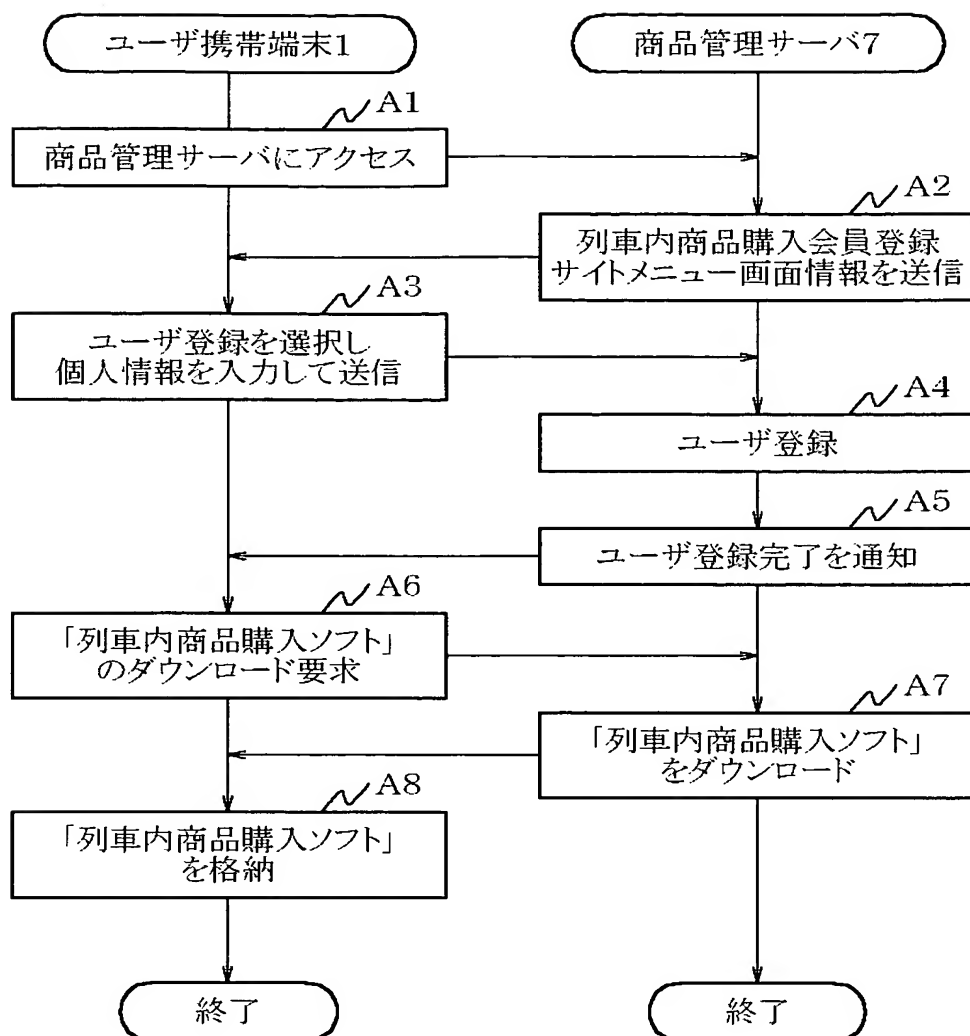 ユーザ携帯端末1
商品管理サーバ7
A1
商品管理サーバにアクセス
A2
列車内商品購入会員登録
サイトメニュー画面情報を送信
A3
ユーザ登録を選択し
個人情報を入力して送信
A4
ユーザ登録
A5
ユーザ登録完了を通知
A6
「列車内商品購入ソフト」
のダウンロード要求
A7
「列車内商品購入ソフト」
をダウンロード
A8
「列車内商品購入ソフト」
を格納
終了
終了